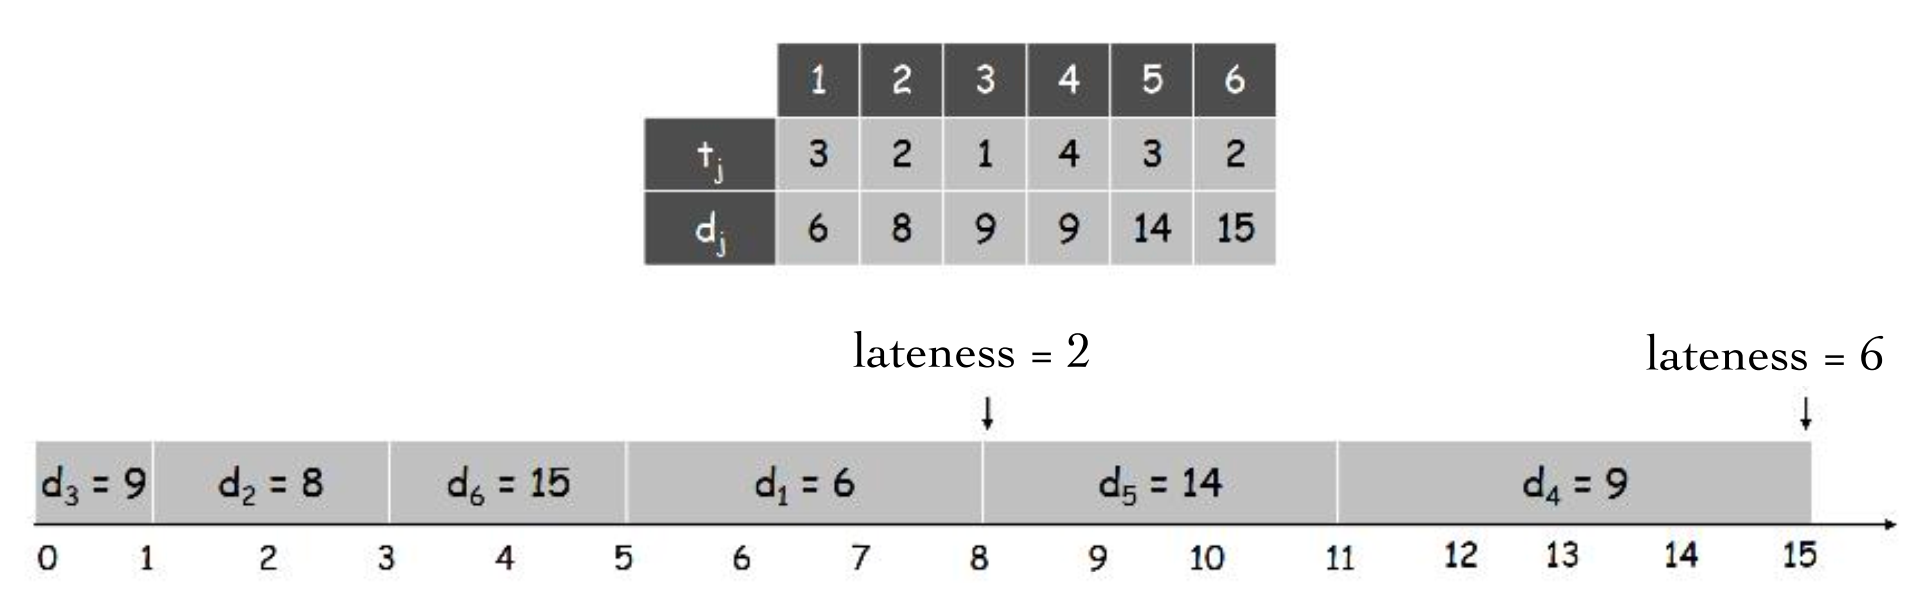 1 2 3 4 5 6
tj 3 2 1 4 3 2
dj 6 8 9 9 14 15
lateness = 2 lateness = 6
d3 = 9 d2 = 8 d6 = 15 d1 = 6 d5 = 14 d4 = 9
0 1 2 3 4 5 6 7 8 9 10 11 12 13 14 15